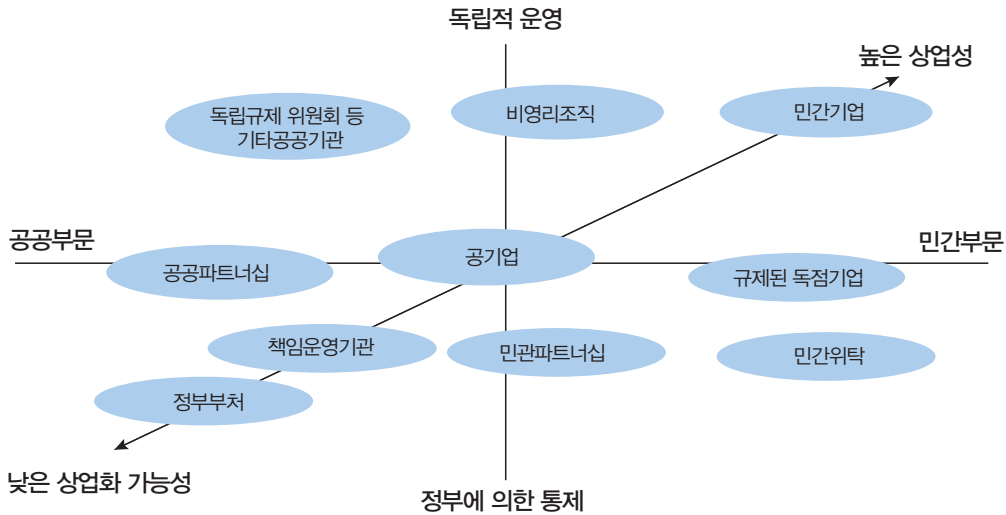 독립적 운영
높은 상업성
독립규제 위원회 등
기타공공기관
비영리조직
민간기업
공공부문
공기업
민간부문
공공파트너십
규제된 독점기업
책임운영기관
민관파트너십
민간위탁
정부부처
낮은 상업화 가능성
정부에 의한 통제